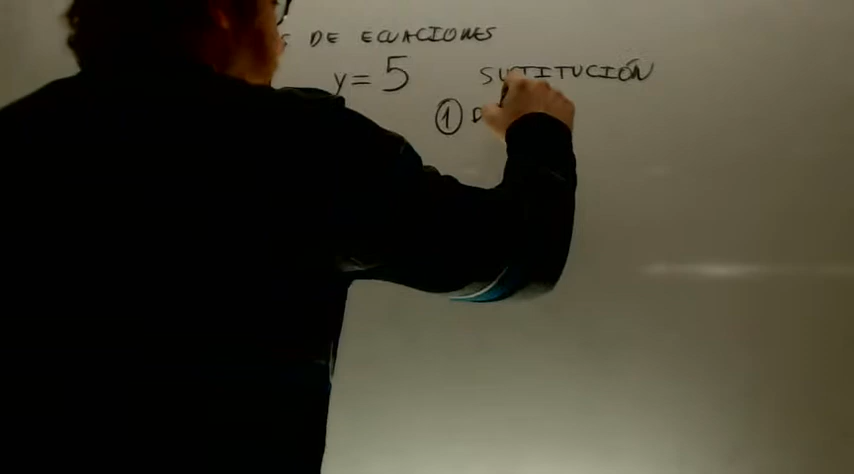 DE ECUACIONES
y = 5
SUTITUCIÓN
① D